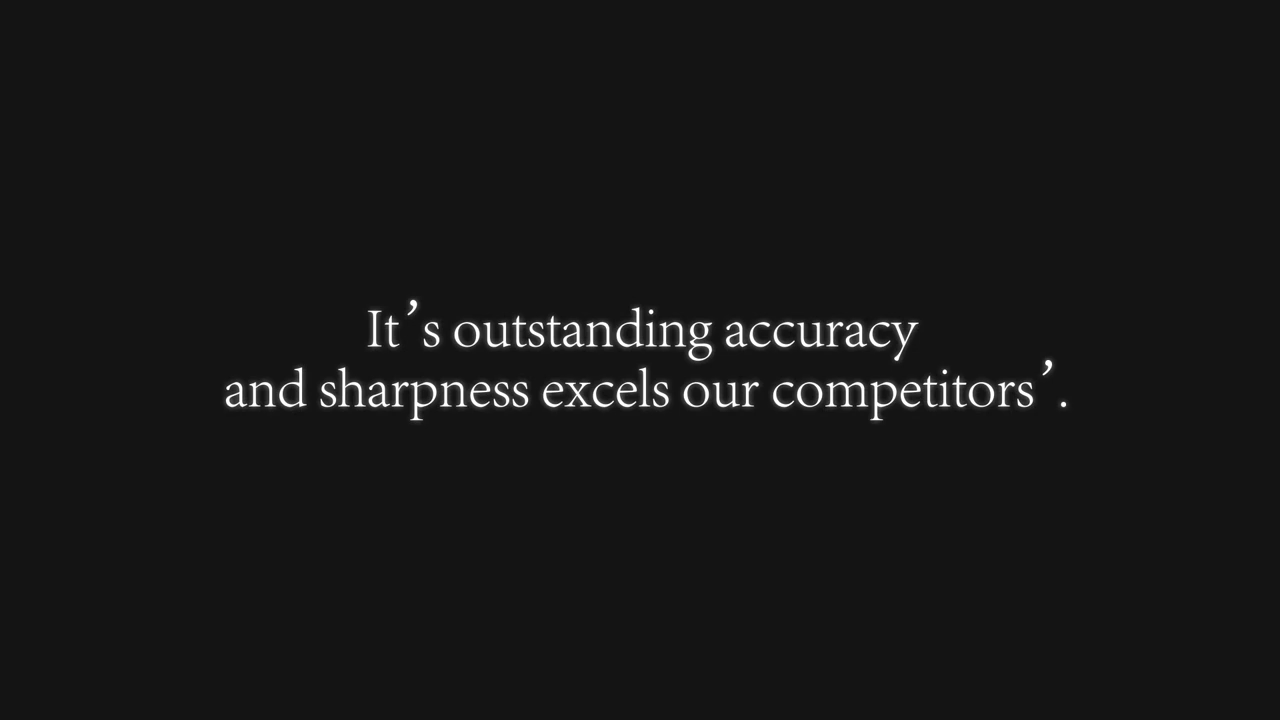 It’s outstanding accuracy
and sharpness excels our competitors’.